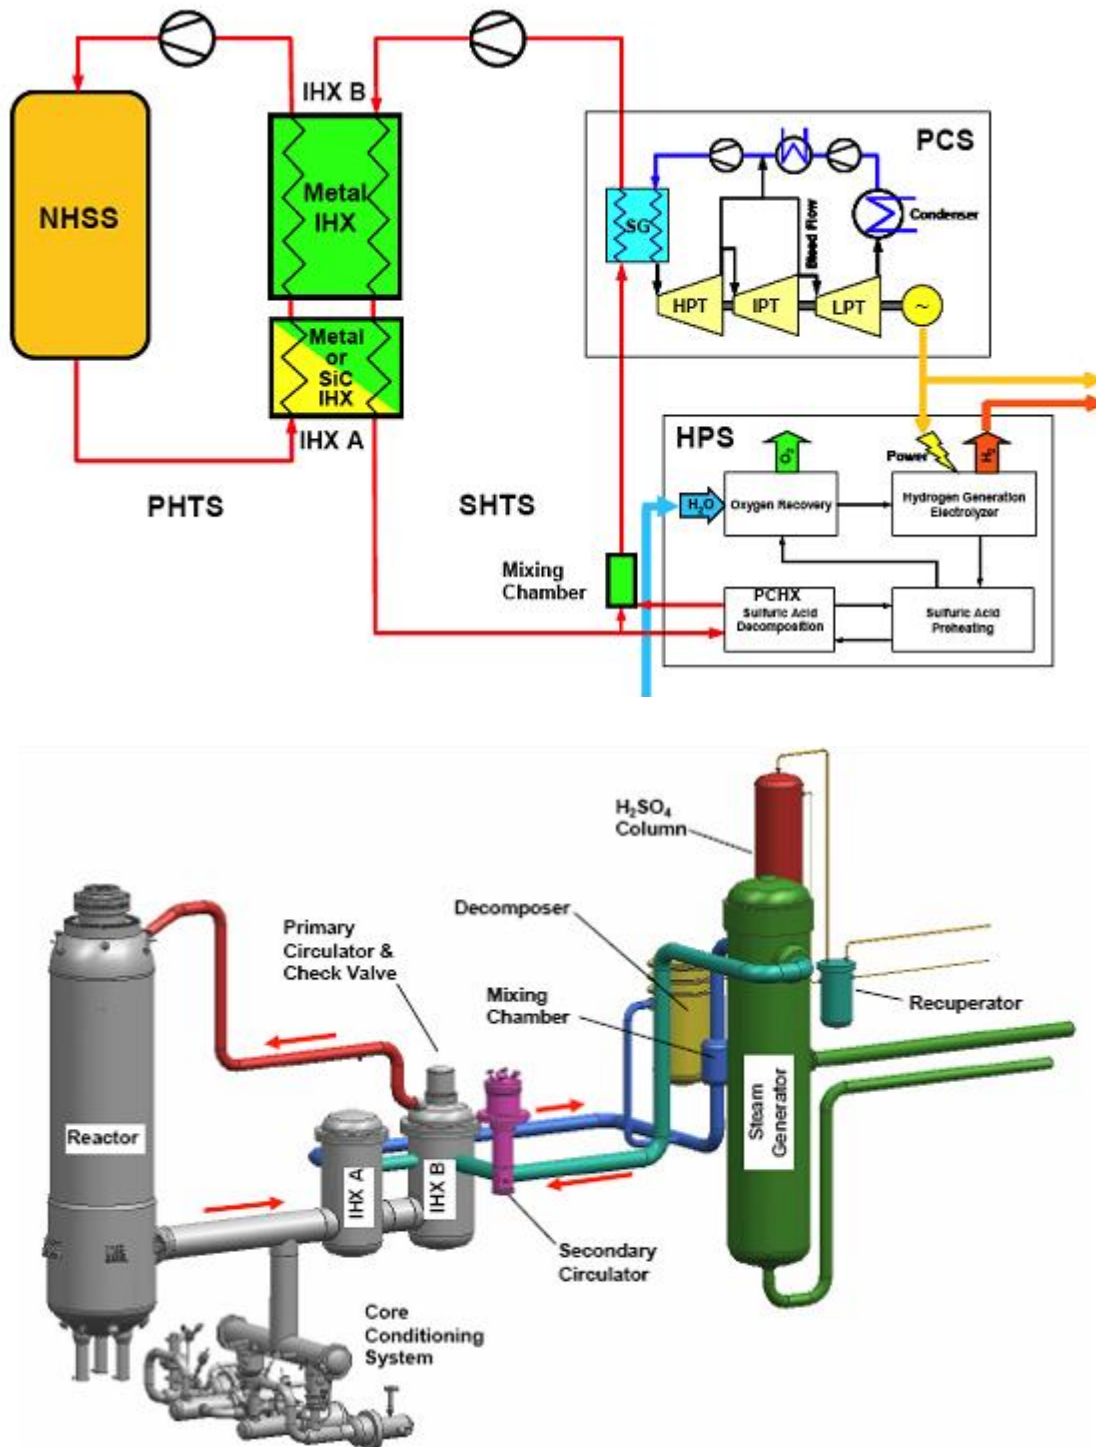 IHX B
PCS
Metal
IHX
NHSS
SG
Bleed Flow
Condenser
HPT
IPT
LPT
~
Metal
or
SiC
IHX
IHX A
HPS
O₂
Power
H₂
PHTS
SHTS
H₂O
Oxygen Recovery
Hydrogen Generation
Electrolyzer
Mixing
Chamber
PCHX
Sulfuric Acid
Decomposition
Sulfuric Acid
Preheating
H₂SO₄
Column
Decomposer
Primary
Circulator &
Check Valve
Mixing
Chamber
Recuperator
Reactor
Steam
Generator
IHX A
IHX B
Secondary
Circulator
Core
Conditioning
System